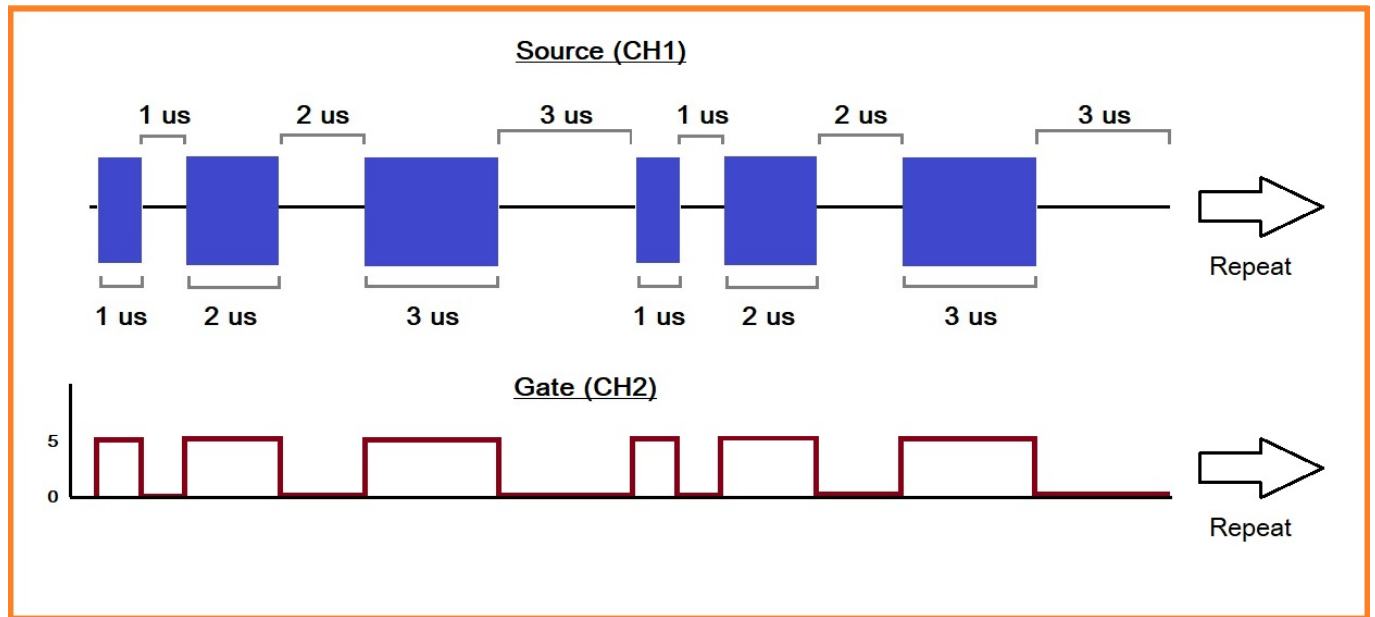 Source (CH1)
1 us 2 us 3 us 1 us 2 us 3 us
1 us 2 us 3 us 1 us 2 us 3 us
Repeat
Gate (CH2)
5
0
Repeat